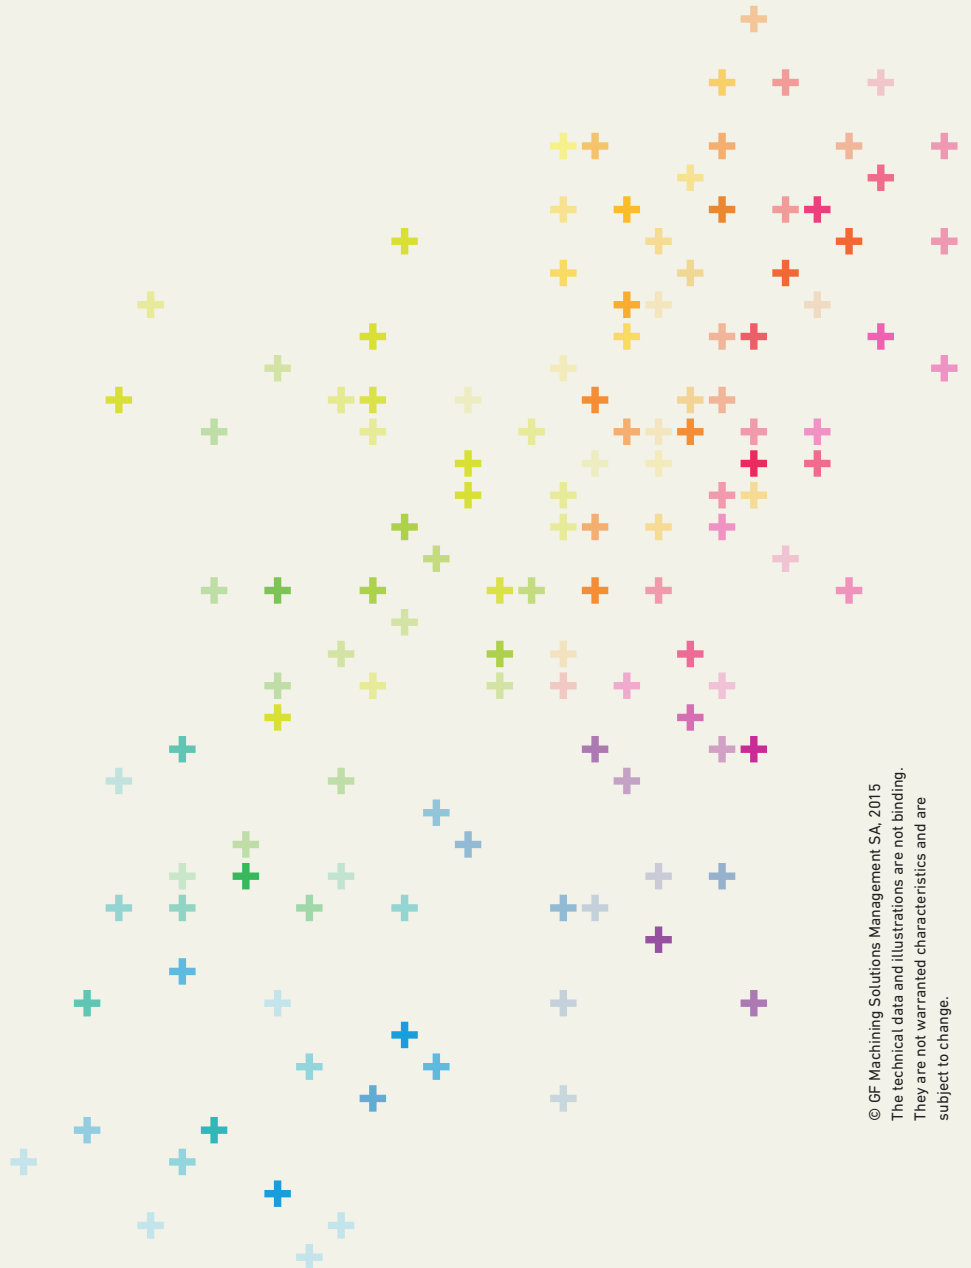 © GF Machining Solutions Management SA, 2015
The technical data and illustrations are not binding.
They are not warranted characteristics and are
subject to change.